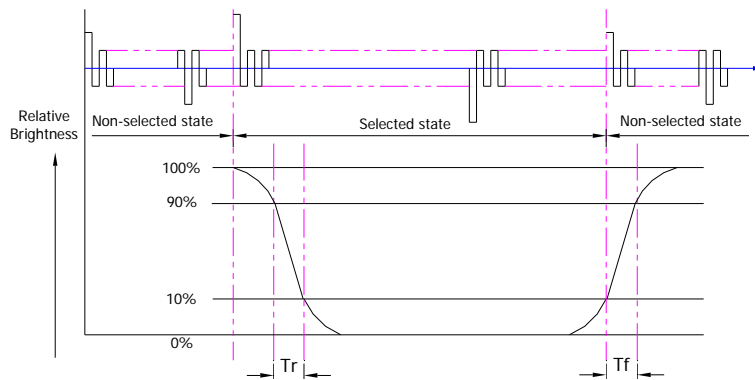 Relative
Brightness
Non-selected state
Selected state
Non-selected state
100%
90%
10%
0%
Tr
Tf